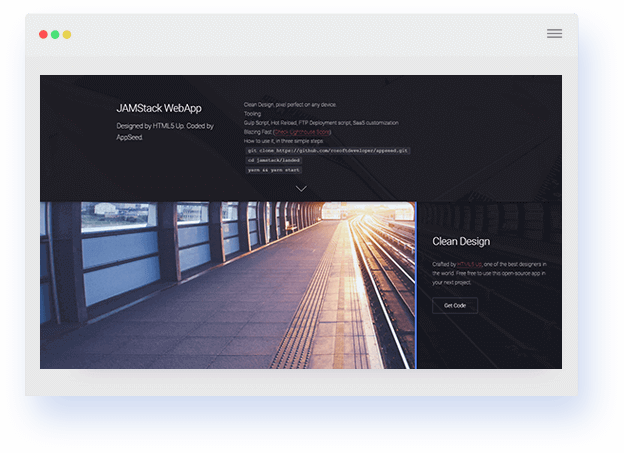 JAMStack WebApp
Designed by HTML5 Up. Coded by
AppSeed.
Clean Design, pixel perfect on any device.
Tooling
Gulp Script, Hot Reload, FTP Deployment script, SaaS customization
Blazing Fast (Check Lighhouse Score)
How to use it, in three simple steps:
git clone https://github.com/rosoftdeveloper/appseed.git
cd jamstack/landed
yarn && yarn start
Clean Design
Crafted by HTML5 Up, one of the best designers in
the world. Free free to use this open-source app in
your next project.
Get Code